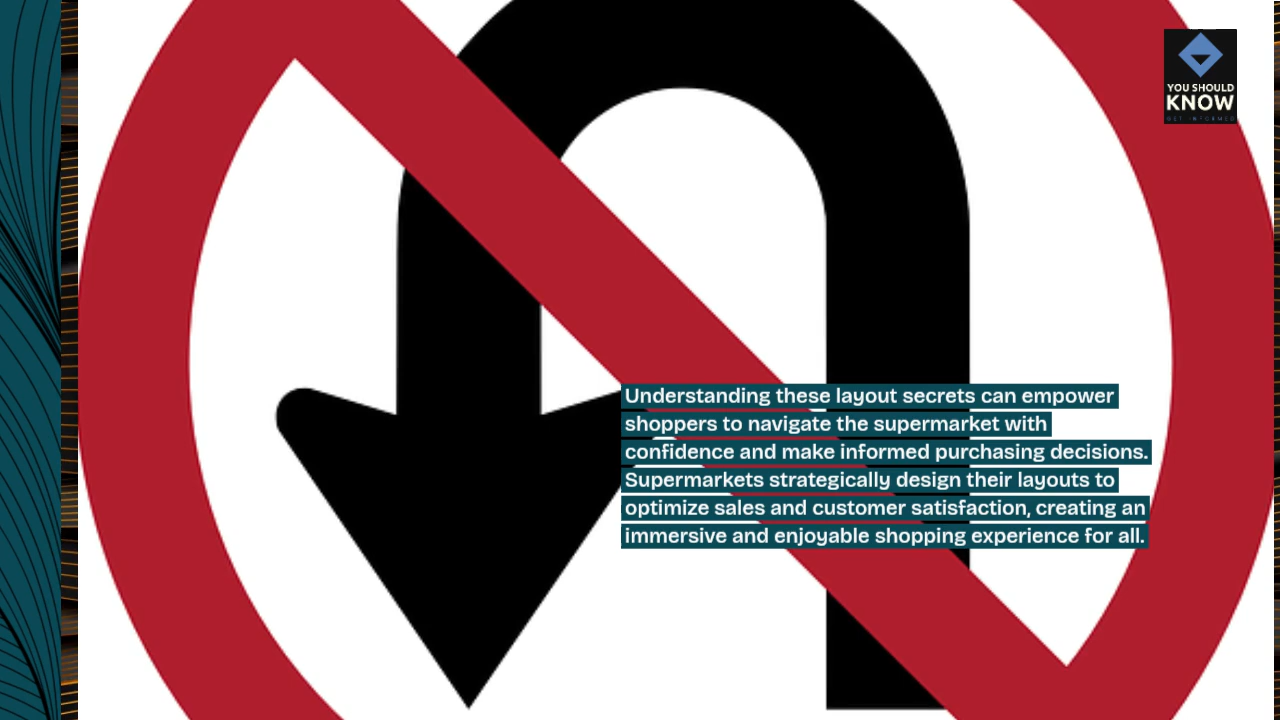 YOU SHOULD
KNOW
GET INFORMED
Understanding these layout secrets can empower
shoppers to navigate the supermarket with
confidence and make informed purchasing decisions.
Supermarkets strategically design their layouts to
optimize sales and customer satisfaction, creating an
immersive and enjoyable shopping experience for all.